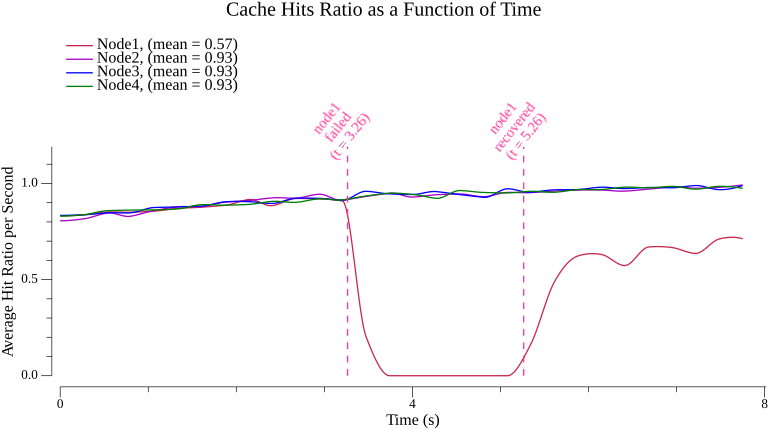 Cache Hits Ratio as a Function of Time
Node1, (mean = 0.57)
Node2, (mean = 0.93)
Node3, (mean = 0.93)
Node4, (mean = 0.93)
node1
failed
(t = 3.26)
node1
recovered
(t = 5.26)
Average Hit Ratio per Second
1.0
0.5
0.0
0
4
8
Time (s)